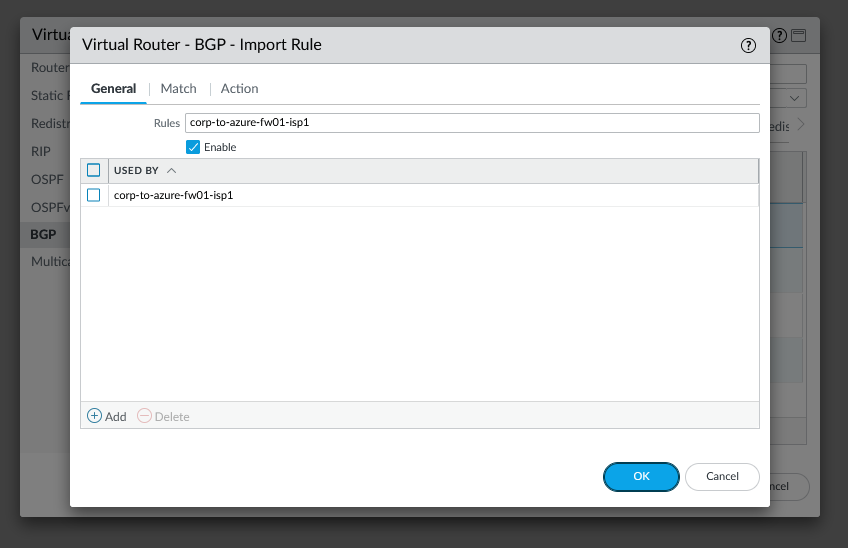 Virtu
Virtual Router - BGP - Import Rule
?
?
General
Match
Action
Router
Static R
Redistr
RIP
OSPF
OSPFv
BGP
Multica
Rules
corp-to-azure-fw01-isp1
Enable
edis
USED BY
corp-to-azure-fw01-isp1
Add
Delete
OK
Cancel
ncel